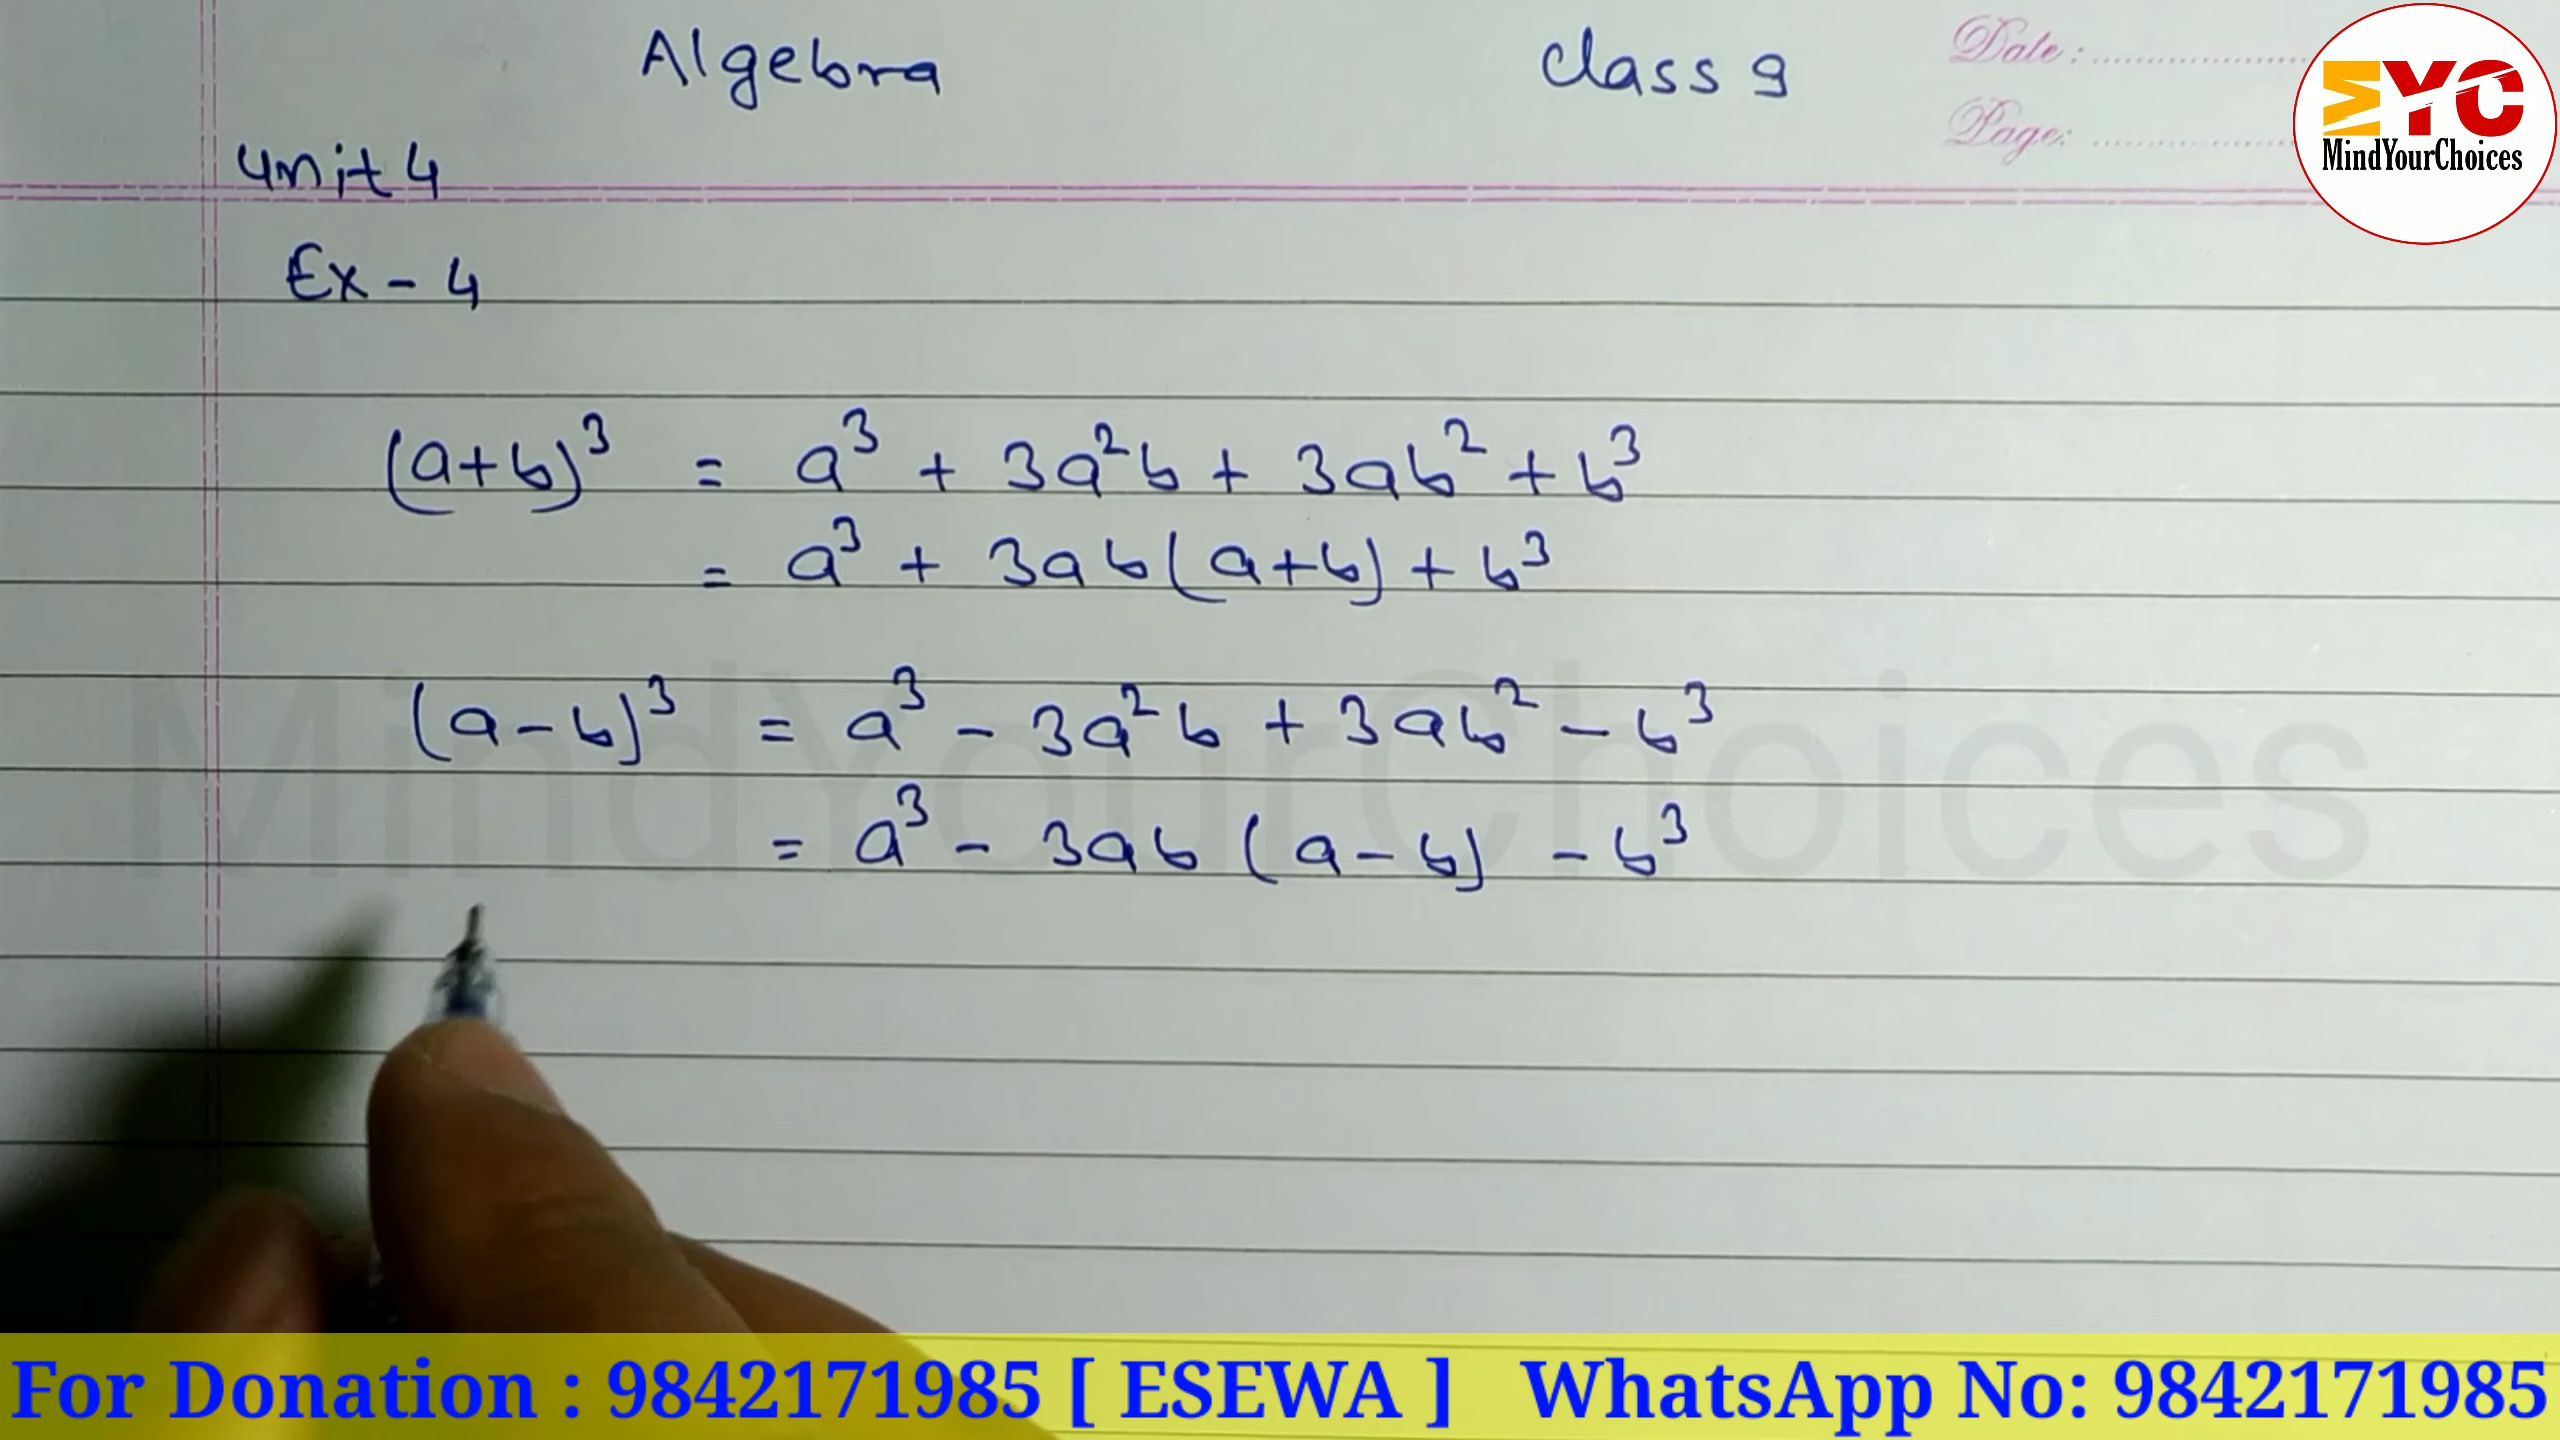 Algebra
Class 9
Date :
Page:
MYC
MindYourChoices
Unit 4
Ex - 4
(a+b)³ = a³ + 3a²b + 3ab² + b³
= a³ + 3ab(a+b) + b³
(a-b)³ = a³ - 3a²b + 3ab² - b³
= a³ - 3ab (a-b) - b³
MindYourChoices
For Donation : 9842171985 [ ESEWA ] WhatsApp No: 9842171985